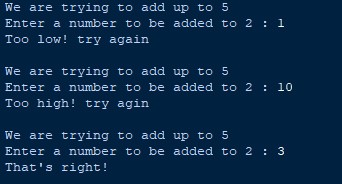 We are trying to add up to 5
Enter a number to be added to 2 : 1
Too low! try again
We are trying to add up to 5
Enter a number to be added to 2 : 10
Too high! try agin
We are trying to add up to 5
Enter a number to be added to 2 : 3
That's right!